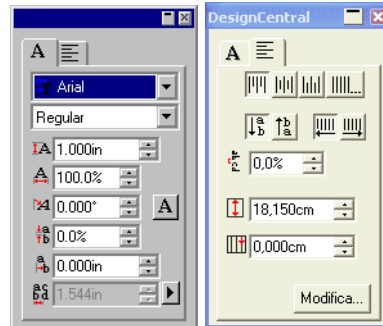 A
Arial
Regular
1.000in
100.0%
0.000°
A
0.0%
0.000in
1.544in
DesignCentral
A
0,0%
18,150cm
0,000cm
Modifica...